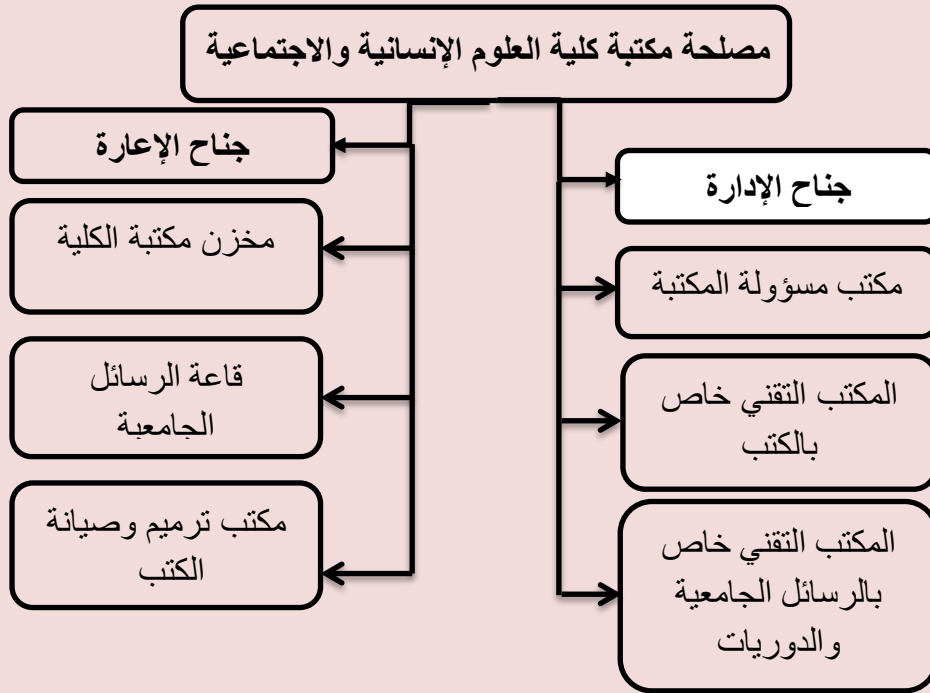 مصلحة مكتبة كلية العلوم الإنسانية والاجتماعية
جناح الإدارة
مكتب مسؤولة المكتبة
المكتب التقني خاص
بالكتب
المكتب التقني خاص
بالرسائل الجامعية
والدوريات
جناح الإعارة
مخزن مكتبة الكلية
قاعة الرسائل
الجامعية
مكتب ترميم وصيانة
الكتب